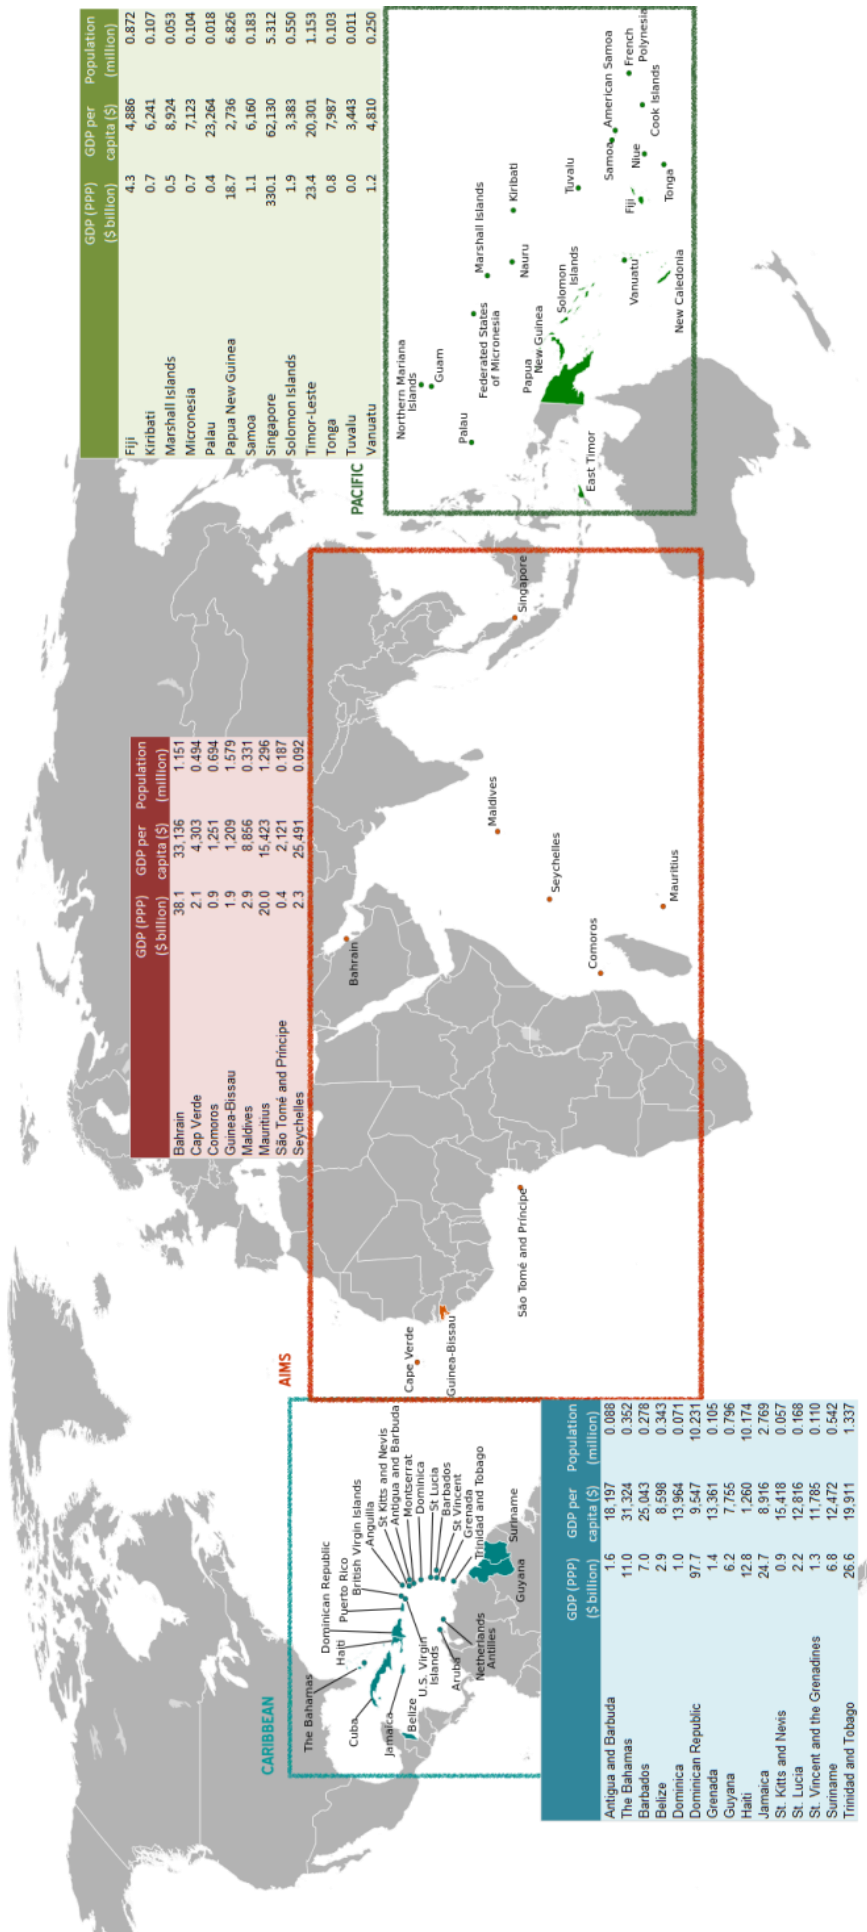 CARIBBEAN
The Bahamas
Cuba
Jamaica
Belize
Haiti
Dominican Republic
Puerto Rico
British Virgin Islands
Anguilla
St Kitts and Nevis
Antigua and Barbuda
Montserrat
Dominica
St Lucia
Barbados
St Vincent
Grenada
Trinidad and Tobago
U.S. Virgin
Islands
Aruba
Netherlands
Antilles
Guyana
Suriname
GDP (PPP) GDP per Population
($ billion) capita ($) (million)
Antigua and Barbuda 1.6 18,197 0.088
The Bahamas 11.0 31,324 0.352
Barbados 7.0 25,043 0.278
Belize 2.9 8,598 0.343
Dominica 1.0 13,964 0.071
Dominican Republic 97.7 9,547 10.231
Grenada 1.4 13,361 0.105
Guyana 6.2 7,755 0.796
Haiti 12.8 1,260 10.174
Jamaica 24.7 8,916 2.769
St. Kitts and Nevis 0.9 15,418 0.057
St. Lucia 2.2 12,816 0.168
St. Vincent and the Grenadines 1.3 11,785 0.110
Suriname 6.8 12,472 0.542
Trinidad and Tobago 26.6 19,911 1.337
AIMS
Cape Verde
Guinea-Bissau
São Tomé and Príncipe
Bahrain
Comoros
Seychelles
Mauritius
Maldives
Singapore
GDP (PPP) GDP per Population
($ billion) capita ($) (million)
Bahrain 38.1 33,136 1.151
Cap Verde 2.1 4,303 0.494
Comoros 0.9 1,251 0.694
Guinea-Bissau 1.9 1,209 1.579
Maldives 2.9 8,856 0.331
Mauritius 20.0 15,423 1.296
São Tomé and Príncipe 0.4 2,121 0.187
Seychelles 2.3 25,491 0.092
PACIFIC
GDP (PPP) GDP per Population
($ billion) capita ($) (million)
Fiji 4.3 4,886 0.872
Kiribati 0.7 6,241 0.107
Marshall Islands 0.5 8,924 0.053
Micronesia 0.7 7,123 0.104
Palau 0.4 23,264 0.018
Papua New Guinea 18.7 2,736 6.826
Samoa 1.1 6,160 0.183
Singapore 330.1 62,130 5.312
Solomon Islands 1.9 3,383 0.550
Timor-Leste 23.4 20,301 1.153
Tonga 0.8 7,987 0.103
Tuvalu 0.0 3,443 0.011
Vanuatu 1.2 4,810 0.250
Northern Mariana
Islands
Guam
Palau
Federated States
of Micronesia
Marshall Islands
Nauru
Kiribati
Papua
New Guinea
Solomon
Islands
East Timor
Tuvalu
Vanuatu
New Caledonia
Fiji
Samoa
American Samoa
Niue
Tonga
Cook Islands
French
Polynesia